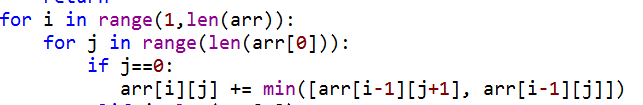 return
for i in range(1,len(arr)):
for j in range(len(arr[0])):
if j==0:
arr[i][j] += min([arr[i-1][j+1], arr[i-1][j]])